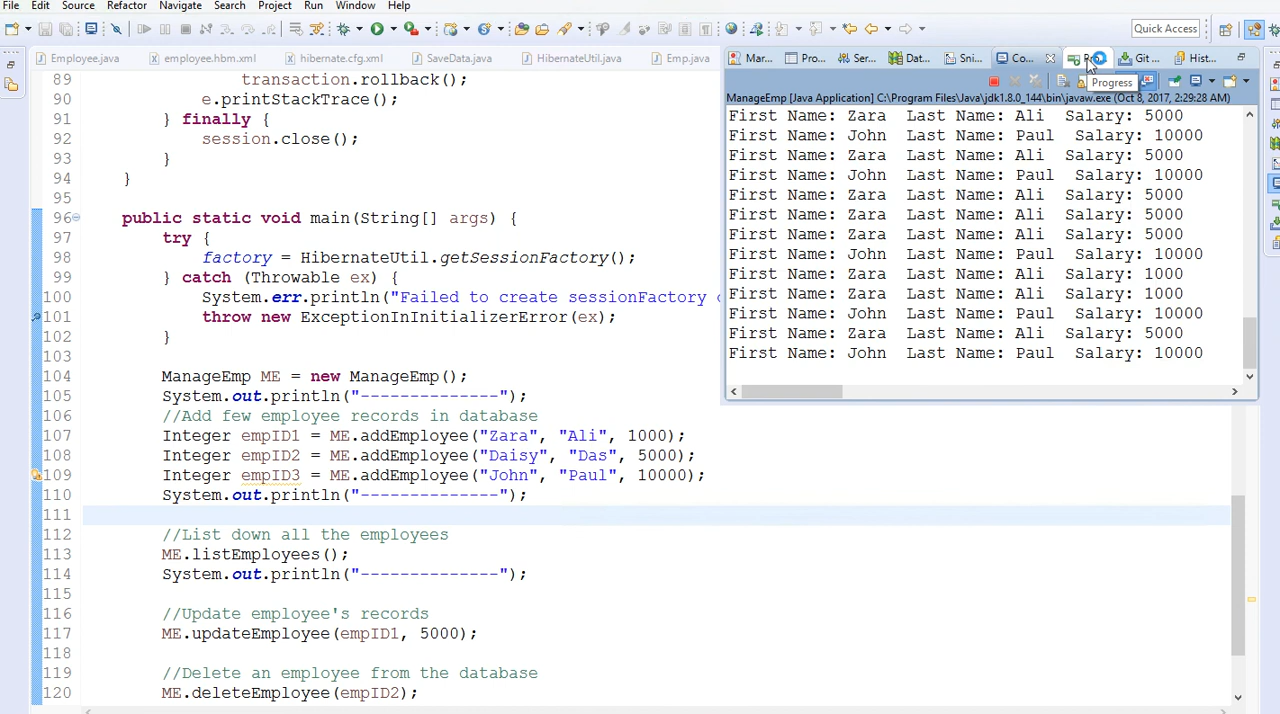 File Edit Source Refactor Navigate Search Project Run Window Help
Quick Access
Employee.java employee.hbm.xml hibernate.cfg.xml SaveData.java HibernateUtil.java Emp.java
Mar... Pro... Ser... Dat... Sni... Co... Git ... Hist...
Progress
ManageEmp [Java Application] C:\Program Files\Java\jdk1.8.0_144\bin\javaw.exe (Oct 8, 2017, 2:29:28 AM)
First Name: Zara  Last Name: Ali  Salary: 5000
First Name: John  Last Name: Paul  Salary: 10000
First Name: Zara  Last Name: Ali  Salary: 5000
First Name: John  Last Name: Paul  Salary: 10000
First Name: Zara  Last Name: Ali  Salary: 5000
First Name: Zara  Last Name: Ali  Salary: 5000
First Name: Zara  Last Name: Ali  Salary: 5000
First Name: John  Last Name: Paul  Salary: 10000
First Name: Zara  Last Name: Ali  Salary: 1000
First Name: Zara  Last Name: Ali  Salary: 1000
First Name: John  Last Name: Paul  Salary: 10000
First Name: Zara  Last Name: Ali  Salary: 5000
First Name: John  Last Name: Paul  Salary: 10000
89 transaction.rollback();
90 e.printStackTrace();
91 } finally {
92 session.close();
93 }
94 }
95
96 public static void main(String[] args) {
97 try {
98 factory = HibernateUtil.getSessionFactory();
99 } catch (Throwable ex) {
100 System.err.println("Failed to create sessionFactory
101 throw new ExceptionInInitializerError(ex);
102 }
103
104 ManageEmp ME = new ManageEmp();
105 System.out.println("--------------");
106 //Add few employee records in database
107 Integer empID1 = ME.addEmployee("Zara", "Ali", 1000);
108 Integer empID2 = ME.addEmployee("Daisy", "Das", 5000);
109 Integer empID3 = ME.addEmployee("John", "Paul", 10000);
110 System.out.println("--------------");
111
112 //List down all the employees
113 ME.listEmployees();
114 System.out.println("--------------");
115
116 //Update employee's records
117 ME.updateEmployee(empID1, 5000);
118
119 //Delete an employee from the database
120 ME.deleteEmployee(empID2);